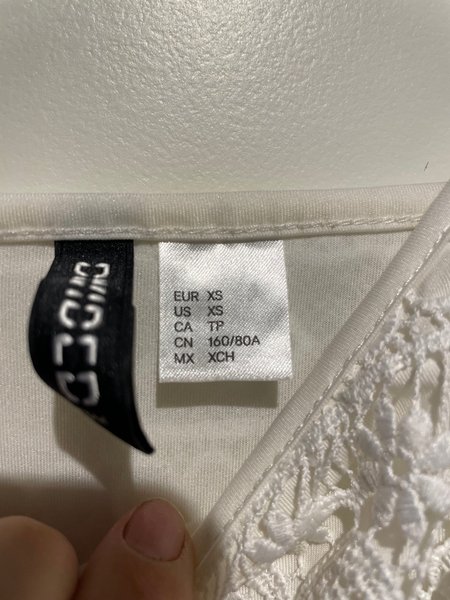 EUR XS
US XS
CA TP
CN 160/80A
MX XCH